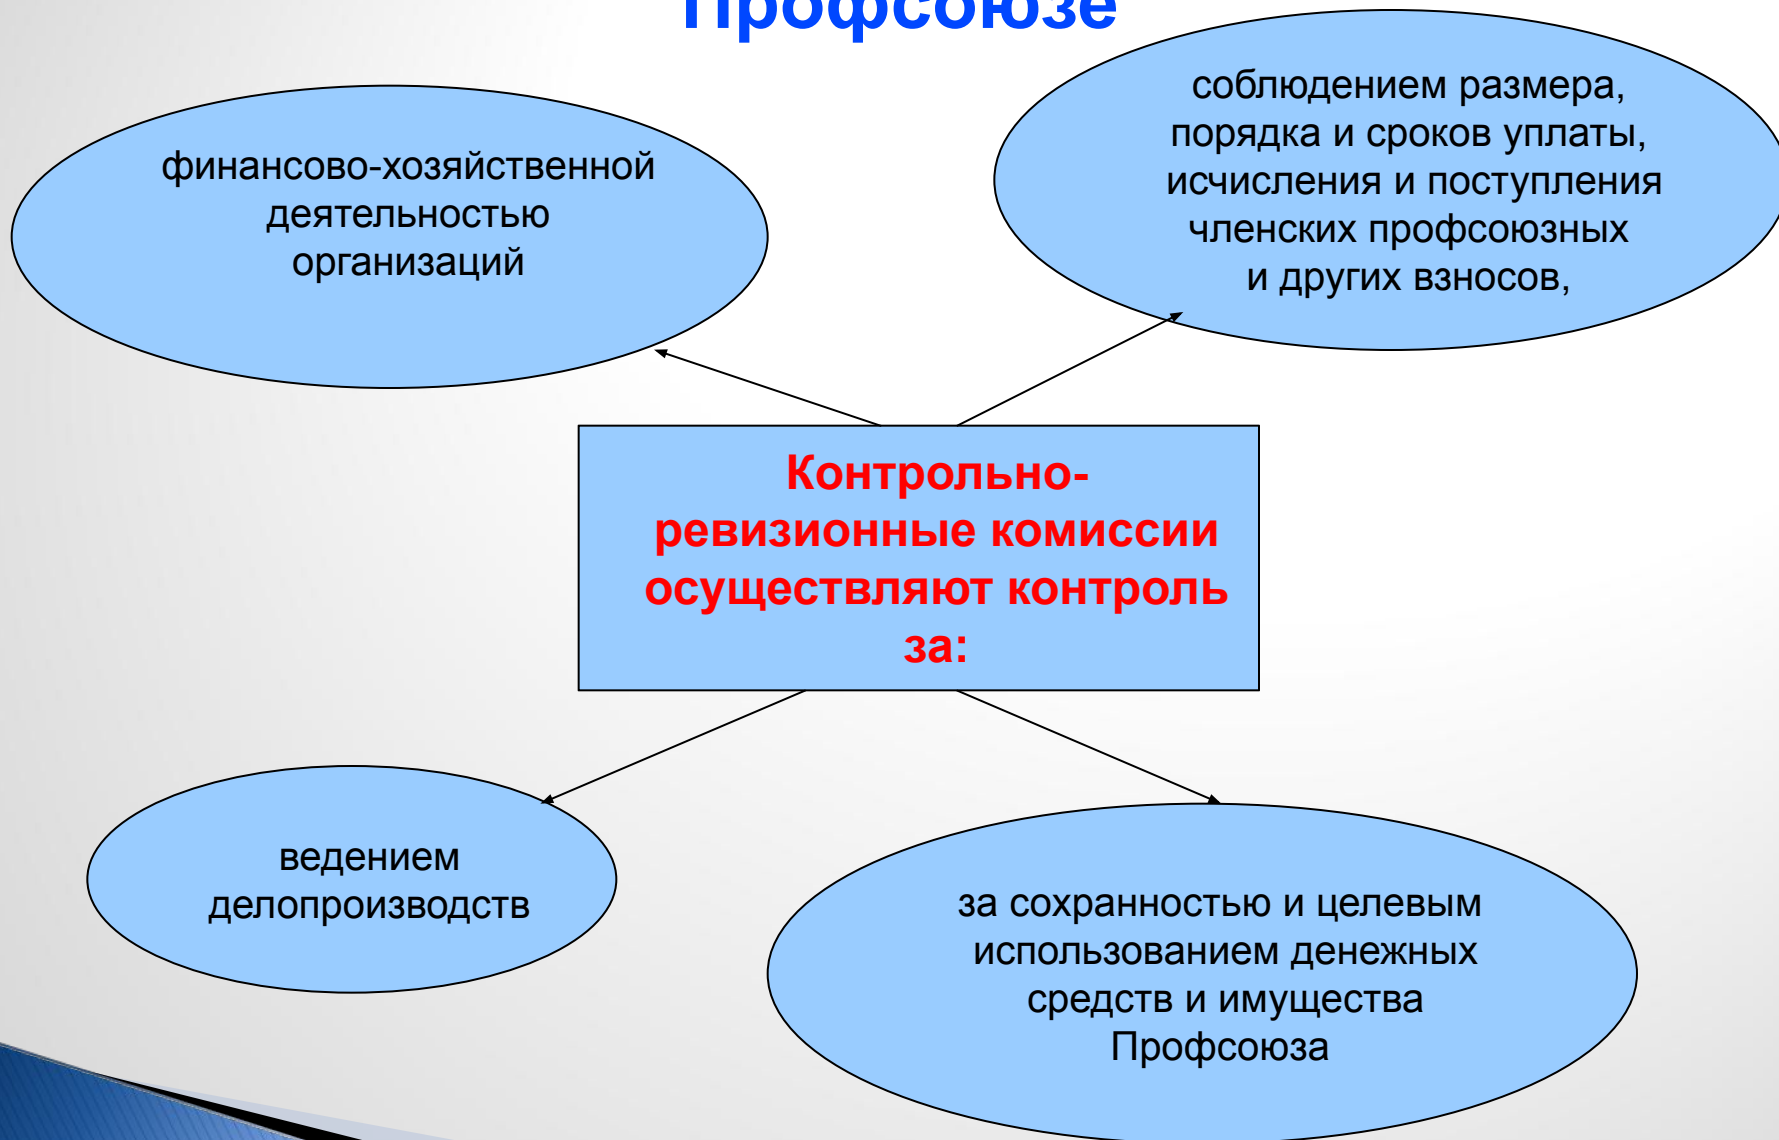 Профсоюзе
финансово-хозяйственной
деятельностью
организаций
соблюдением размера,
порядка и сроков уплаты,
исчисления и поступления
членских профсоюзных
и других взносов,
Контрольно-
ревизионные комиссии
осуществляют контроль
за:
ведением
делопроизводств
за сохранностью и целевым
использованием денежных
средств и имущества
Профсоюза